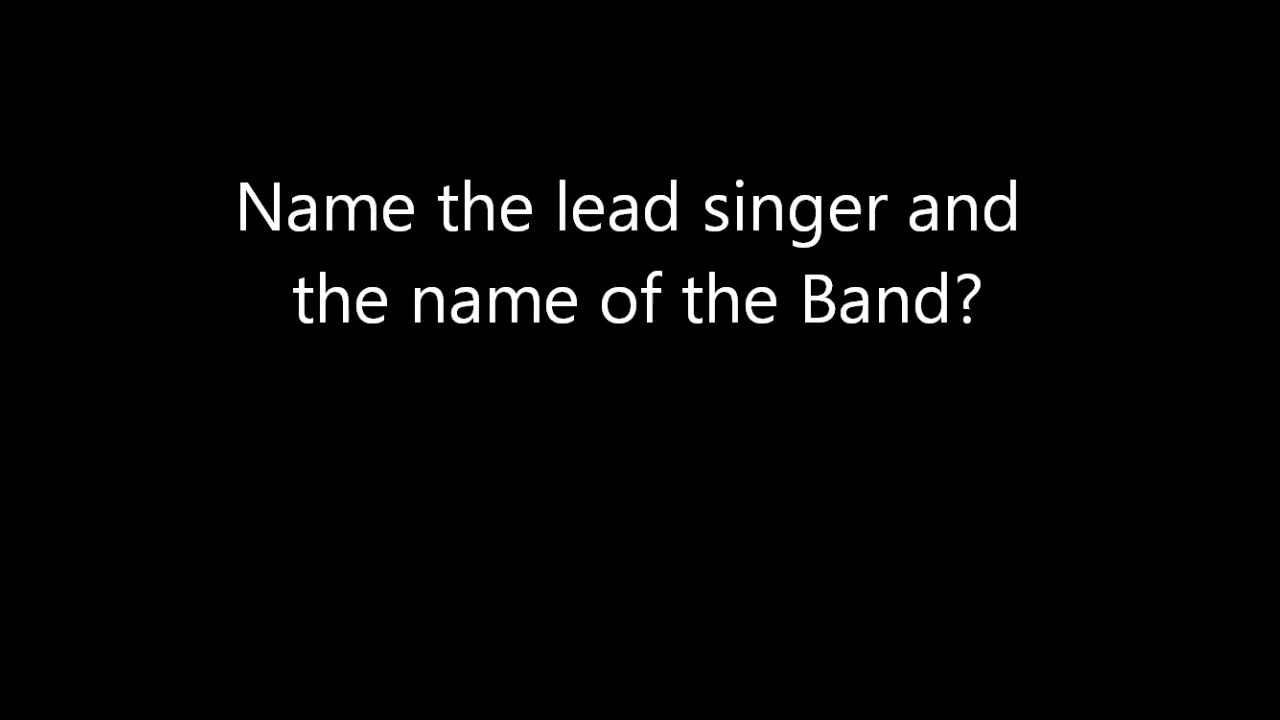 Name the lead singer and
the name of the Band?